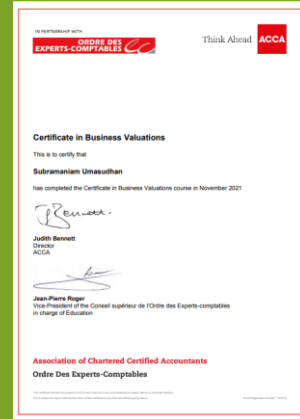 IN PARTNERSHIP WITH
ORDRE DES
EXPERTS-COMPTABLES
Think Ahead ACCA
Certificate in Business Valuations
This is to certify that
Subramaniam Umasudhan
has completed the Certificate in Business Valuations course in November 2021
Judith Bennett
Director
ACCA
Jean-Pierre Roger
Vice-President of the Conseil supérieur de l'Ordre des Experts-comptables
in charge of Education
Association of Chartered Certified Accountants
Ordre Des Experts-Comptables